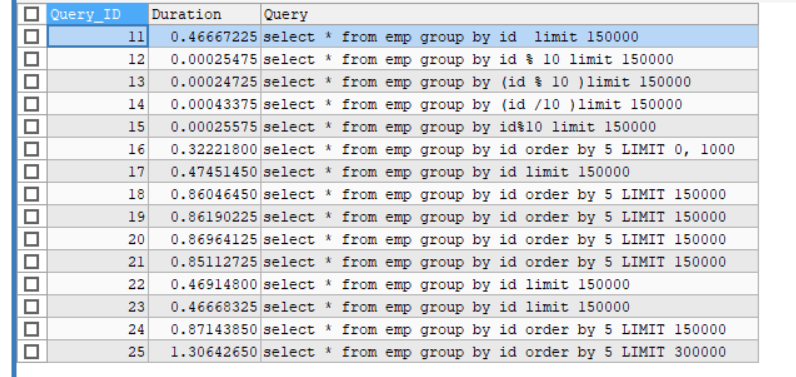 Query_ID Duration Query
11 0.46667225 select * from emp group by id  limit 150000
12 0.00025475 select * from emp group by id % 10 limit 150000
13 0.00024725 select * from emp group by (id % 10 )limit 150000
14 0.00043375 select * from emp group by (id /10 )limit 150000
15 0.00025575 select * from emp group by id%10 limit 150000
16 0.32221800 select * from emp group by id order by 5 LIMIT 0, 1000
17 0.47451450 select * from emp group by id limit 150000
18 0.86046450 select * from emp group by id order by 5 LIMIT 150000
19 0.86190225 select * from emp group by id order by 5 LIMIT 150000
20 0.86964125 select * from emp group by id order by 5 LIMIT 150000
21 0.85112725 select * from emp group by id order by 5 LIMIT 150000
22 0.46914800 select * from emp group by id limit 150000
23 0.46668325 select * from emp group by id limit 150000
24 0.87143850 select * from emp group by id order by 5 LIMIT 150000
25 1.30642650 select * from emp group by id order by 5 LIMIT 300000